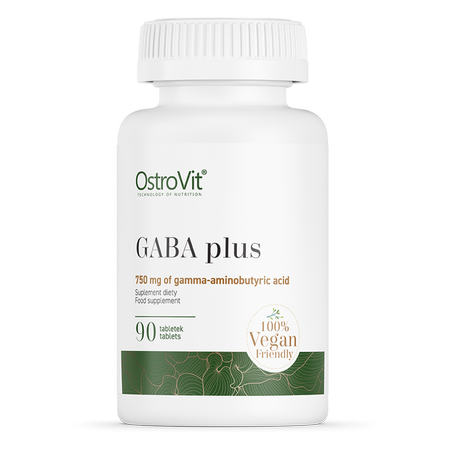 OstroVit®
TECHNOLOGY OF NUTRITION
GABA plus
750 mg of gamma-aminobutyric acid
Suplement diety
Food supplement
90 tabletek
tablets
100%
Vegan
Friendly